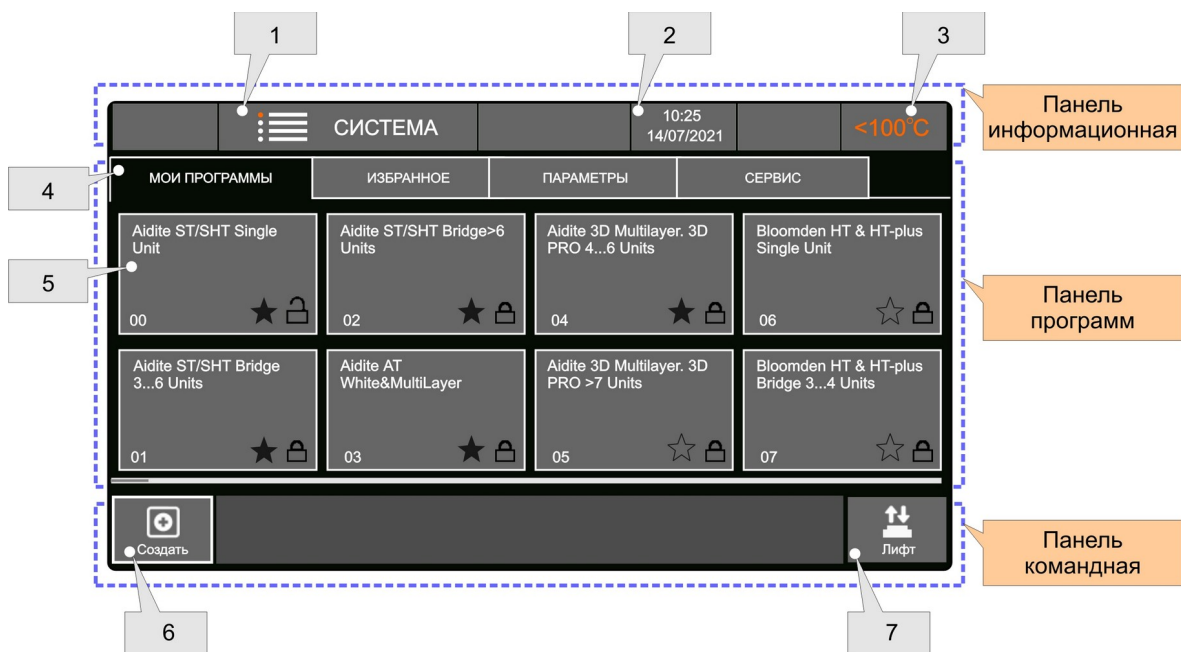 1
2
3
Панель
информационная
СИСТЕМА
10:25
14/07/2021
<100°C
4
МОИ ПРОГРАММЫ
ИЗБРАННОЕ
ПАРАМЕТРЫ
СЕРВИС
5
Aidite ST/SHT Single
Unit
00
Aidite ST/SHT Bridge>6
Units
02
Aidite 3D Multilayer. 3D
PRO 4...6 Units
04
Bloomden HT & HT-plus
Single Unit
06
Панель
программ
Aidite ST/SHT Bridge
3...6 Units
01
Aidite AT
White&MultiLayer
03
Aidite 3D Multilayer. 3D
PRO >7 Units
05
Bloomden HT & HT-plus
Bridge 3...4 Units
07
Создать
Лифт
Панель
командная
6
7